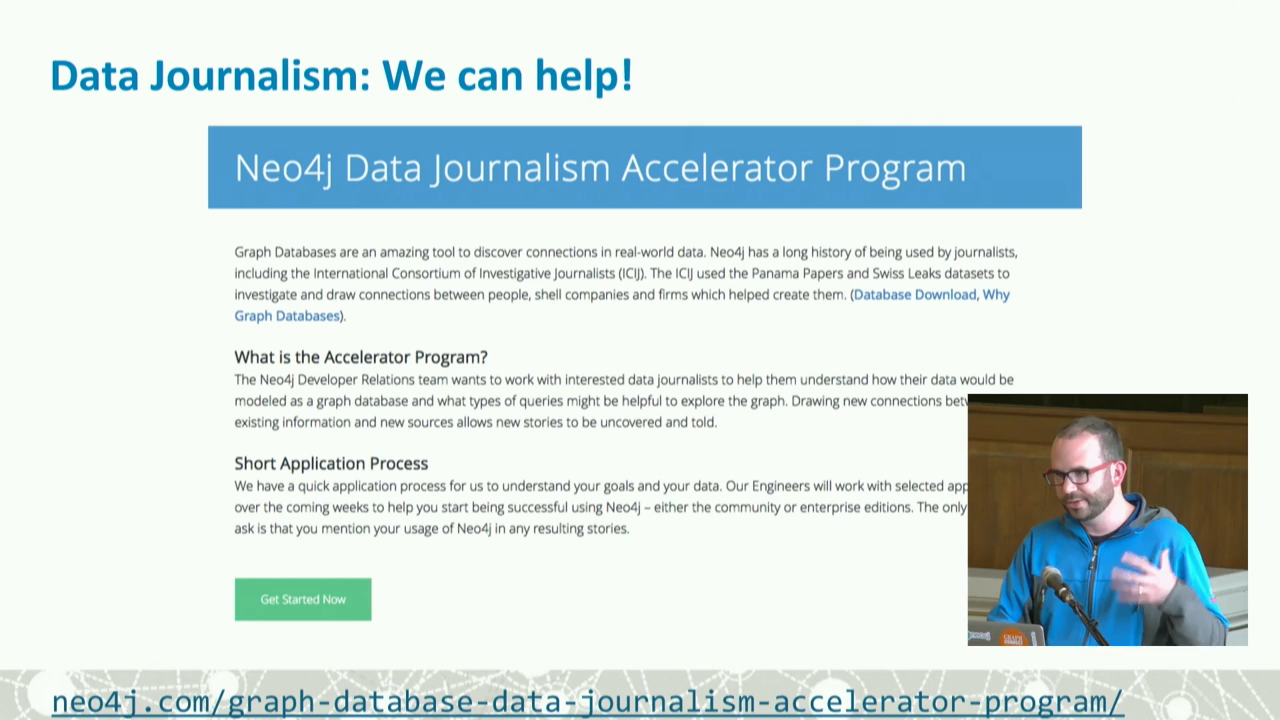 Data Journalism: We can help!
Neo4j Data Journalism Accelerator Program
Graph Databases are an amazing tool to discover connections in real-world data. Neo4j has a long history of being used by journalists,
including the International Consortium of Investigative Journalists (ICIJ). The ICIJ used the Panama Papers and Swiss Leaks datasets to
investigate and draw connections between people, shell companies and firms which helped create them. (Database Download, Why
Graph Databases).
What is the Accelerator Program?
The Neo4j Developer Relations team wants to work with interested data journalists to help them understand how their data would be
modeled as a graph database and what types of queries might be helpful to explore the graph. Drawing new connections
existing information and new sources allows new stories to be uncovered and told.
Short Application Process
We have a quick application process for us to understand your goals and your data. Our Engineers will work with selected
over the coming weeks to help you start being successful using Neo4j – either the community or enterprise editions. The only
ask is that you mention your usage of Neo4j in any resulting stories.
Get Started Now
GRAPH
neo4j.com/graph-database-data-journalism-accelerator-program/